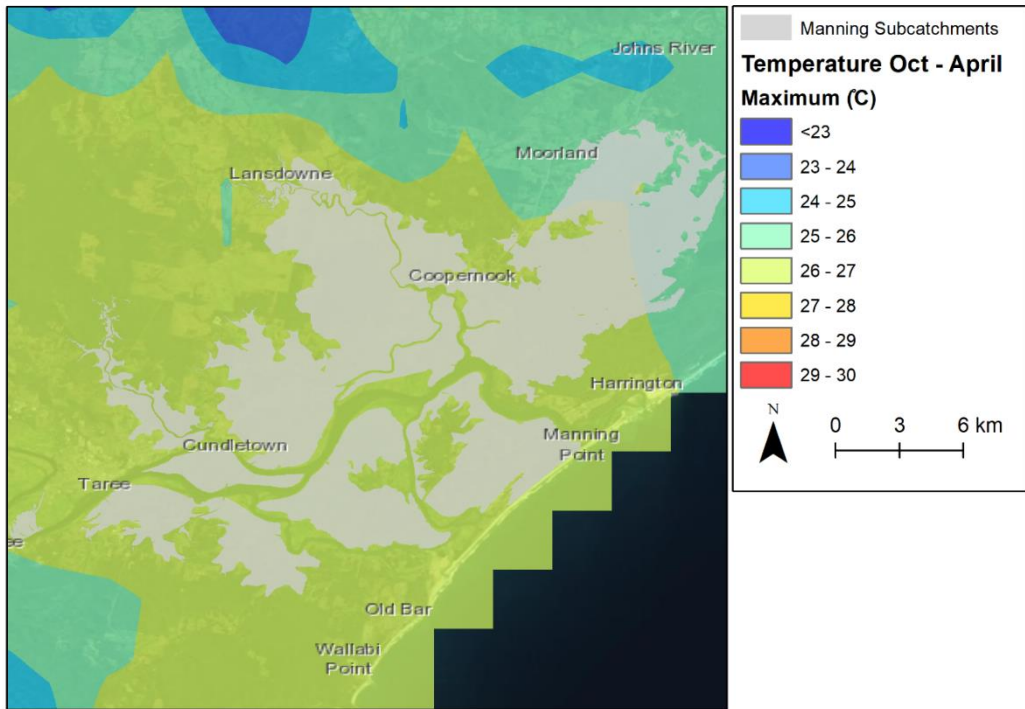 Johns River
Moorland
Lansdowne
Coopernook
Harrington
Manning
Point
Cundletown
Taree
ee
Old Bar
Wallabi
Point
Manning Subcatchments
Temperature Oct - April
Maximum (°C)
<23
23 - 24
24 - 25
25 - 26
26 - 27
27 - 28
28 - 29
29 - 30
N
0 3 6 km